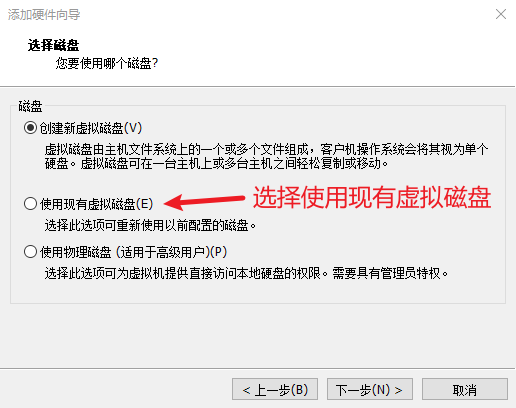 添加硬件向导
选择磁盘
您要使用哪个磁盘?
磁盘
创建新虚拟磁盘(V)
虚拟磁盘由主机文件系统上的一个或多个文件组成，客户机操作系统会将其视为单个
硬盘。虚拟磁盘可在一台主机上或多台主机之间轻松复制或移动。
使用现有虚拟磁盘(E)
选择使用现有虚拟磁盘
选择此选项可重新使用以前配置的磁盘。
使用物理磁盘 (适用于高级用户)(P)
选择此选项可为虚拟机提供直接访问本地硬盘的权限。需要具有管理员特权。
< 上一步(B)
下一步(N) >
取消